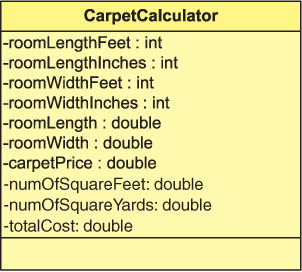 CarpetCalculator
-roomLengthFeet : int
-roomLengthInches : int
-roomWidthFeet : int
-roomWidthInches : int
-roomLength : double
-roomWidth : double
-carpetPrice : double
-numOfSquareFeet: double
-numOfSquareYards: double
-totalCost: double